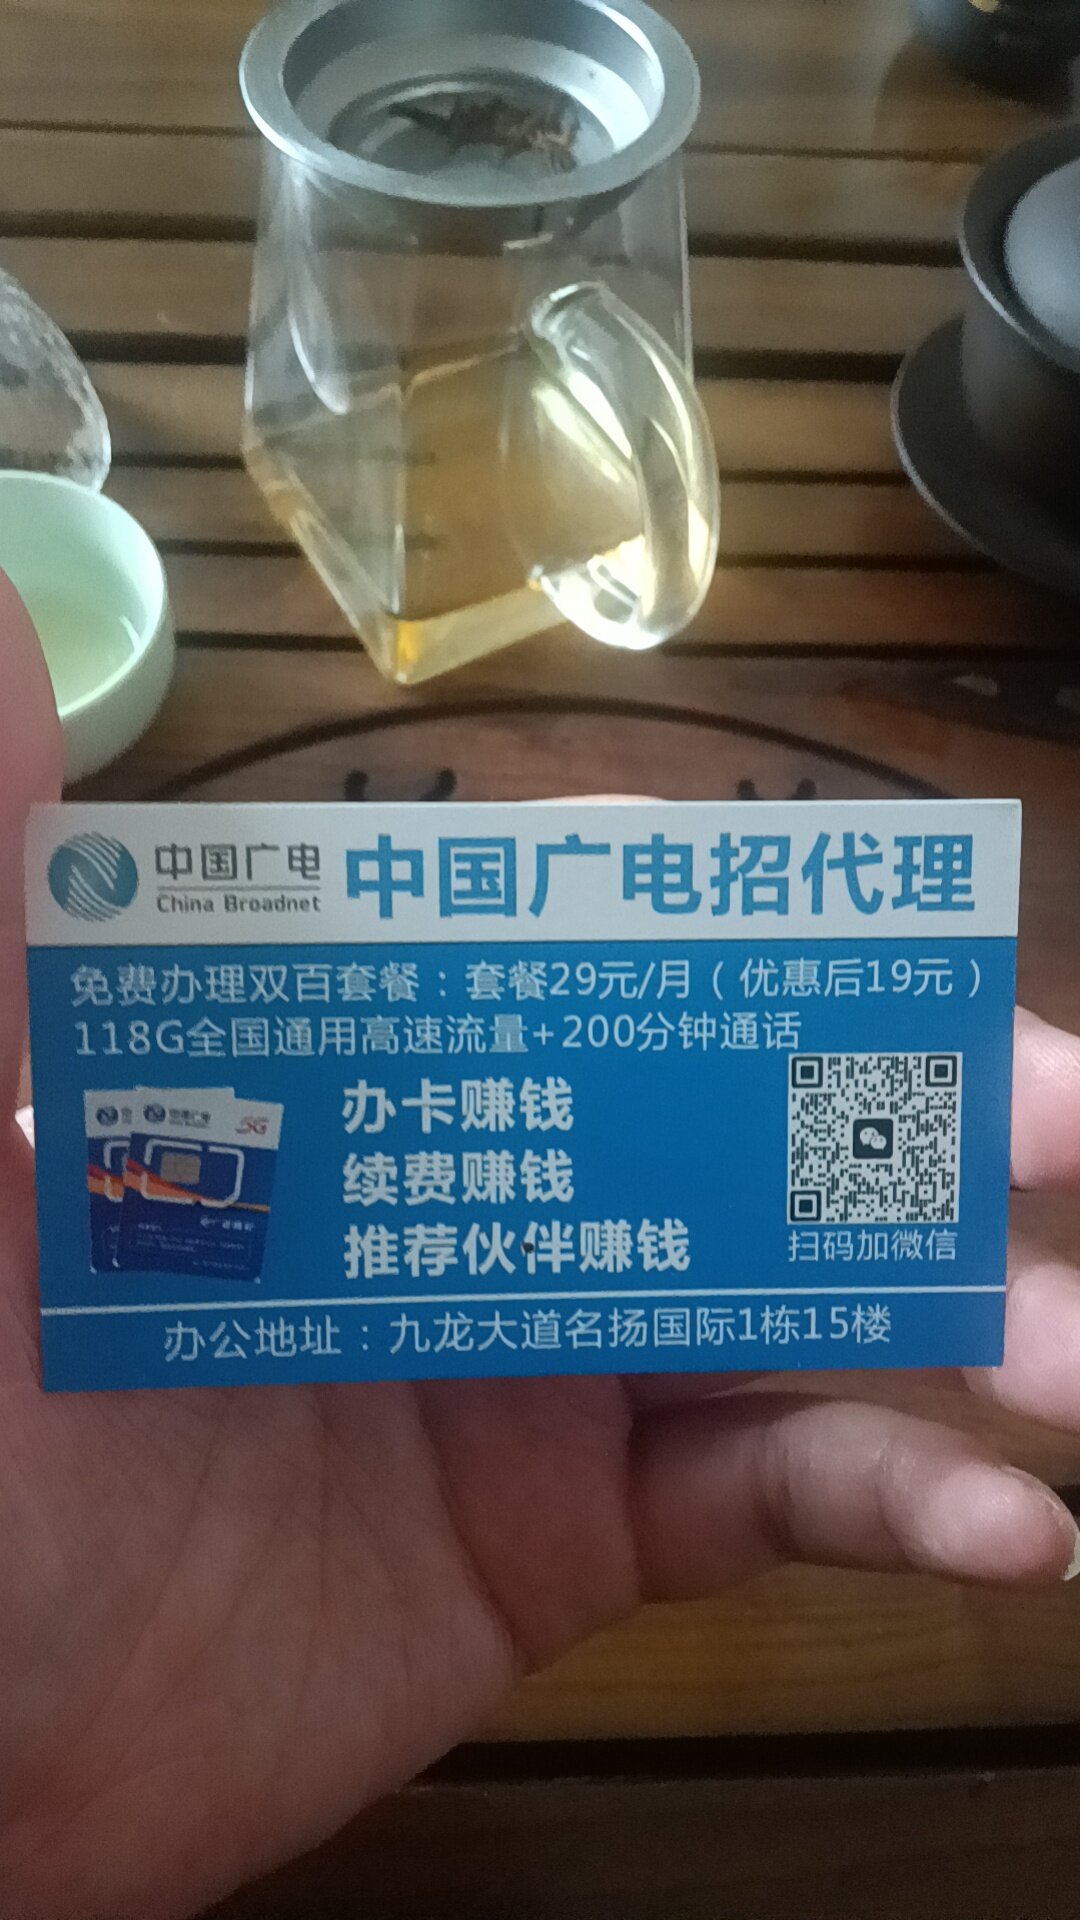 中国广电
China Broadnet
中国广电招代理
免费办理双百套餐：套餐29元/月（优惠后19元）
118G全国通用高速流量+200分钟通话
5G
办卡赚钱
续费赚钱
推荐伙伴赚钱
扫码加微信
办公地址：九龙大道名扬国际1栋15楼